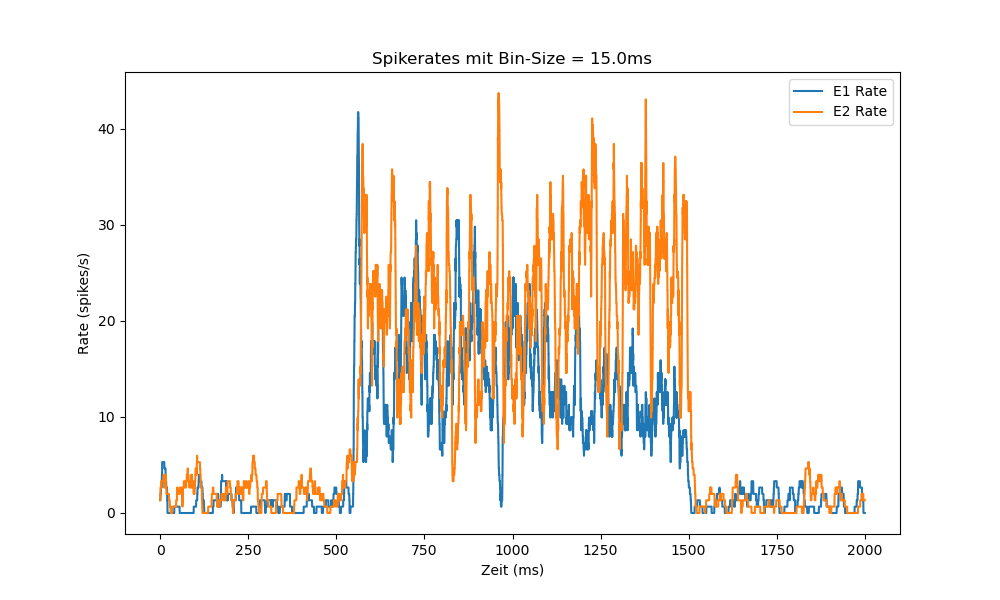 Spikerates mit Bin-Size = 15.0ms
E1 Rate
E2 Rate
Rate (spikes/s)
40
30
20
10
0
0 250 500 750 1000 1250 1500 1750 2000
Zeit (ms)